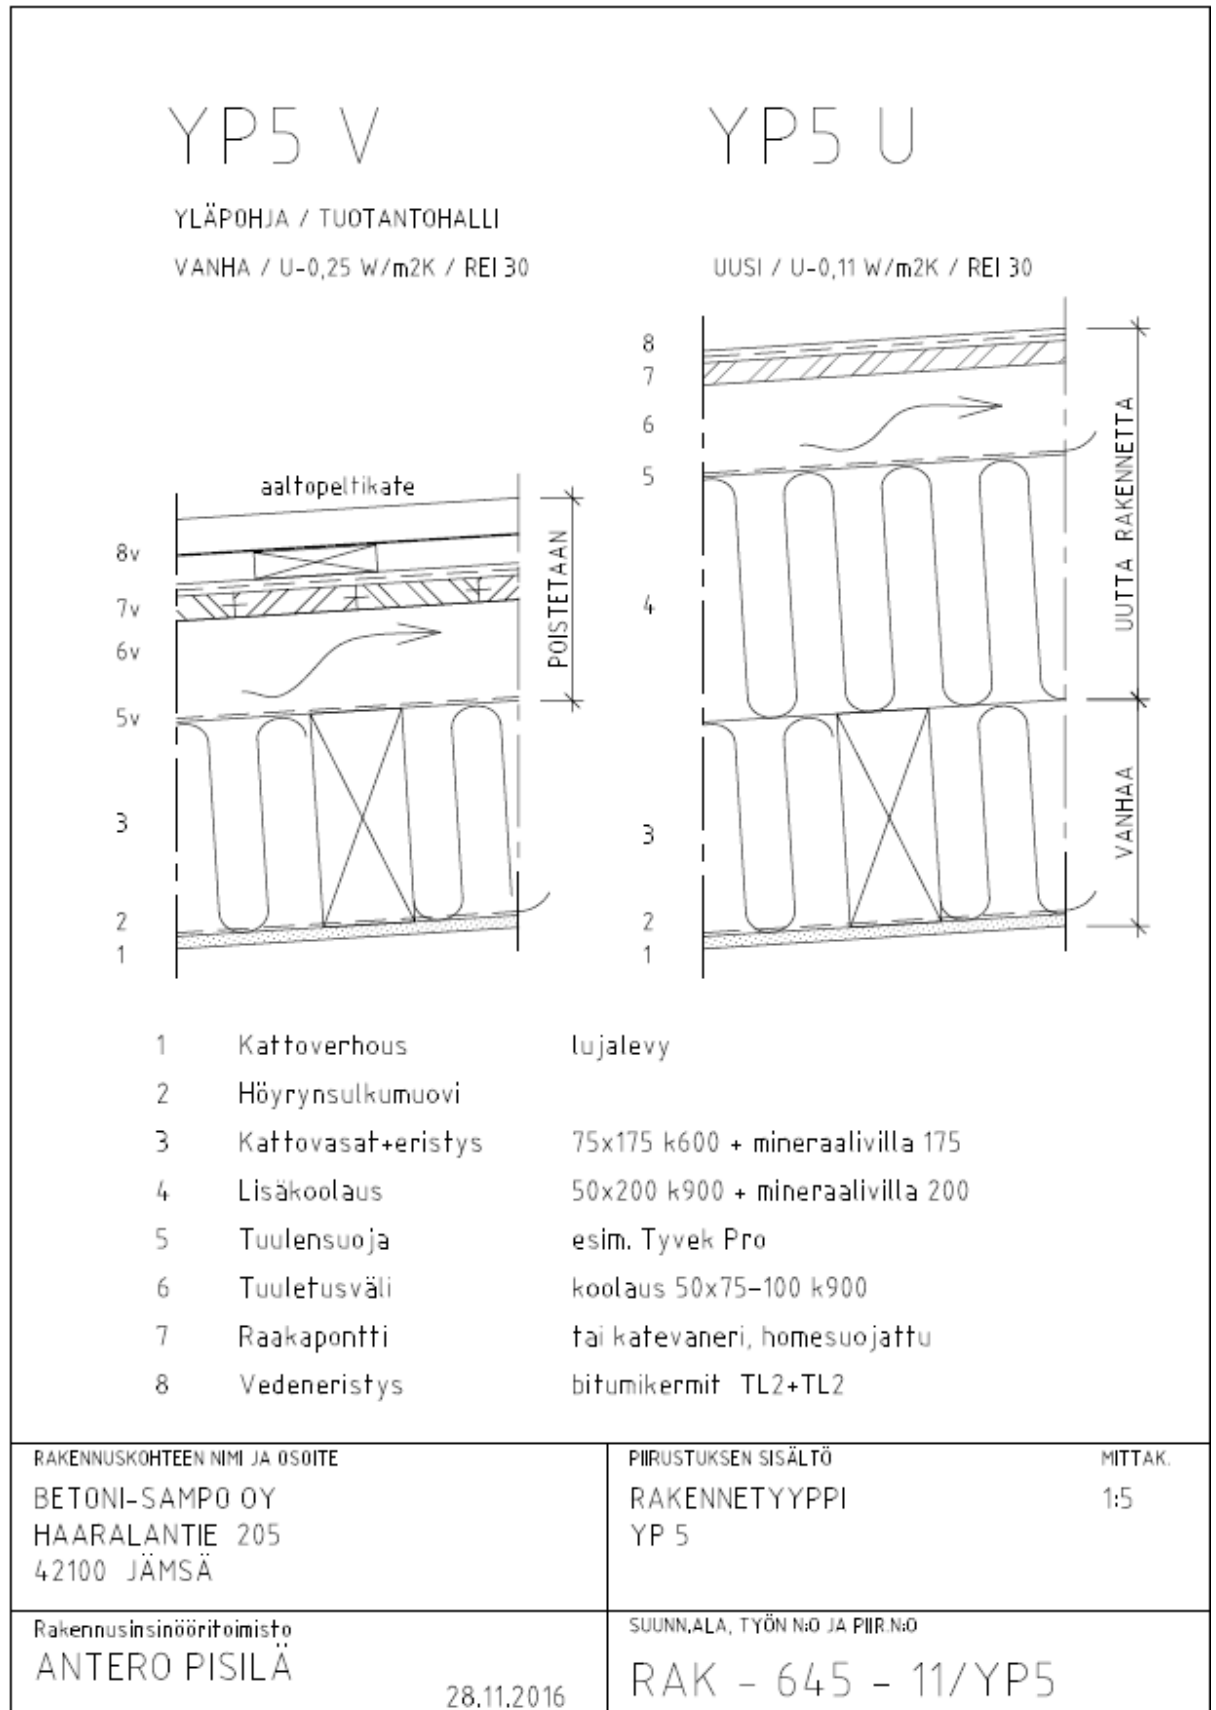 YP5 V
YP5 U
YLÄPOHJA / TUOTANTOHALLI
VANHA / U-0,25 W/m2K / REI 30
UUSI / U-0,11 W/m2K / REI 30
aaltopeltikate
8v
7v
6v
5v
3
2
1
POISTETAAN
8
7
6
5
4
3
2
1
UUTTA RAKENNETTA
VANHAA
1 Kattoverhous lujalevy
2 Höyrynsulkumuovi
3 Kattovasat+eristys 75x175 k600 + mineraalivilla 175
4 Lisäkoolaus 50x200 k900 + mineraalivilla 200
5 Tuulensuoja esim. Tyvek Pro
6 Tuuletusväli koolaus 50x75-100 k900
7 Raakapontti tai katevaneri, homesuojattu
8 Vedeneristys bitumikermit TL2+TL2
RAKENNUSKOHTEEN NIMI JA OSOITE
BETONI-SAMPO OY
HAARALANTIE 205
42100 JÄMSÄ
PIIRUSTUKSEN SISÄLTÖ
MITTAK.
RAKENNETYYPPI
1:5
YP 5
Rakennusinsinööritoimisto
ANTERO PISILÄ
28.11.2016
SUUNN.ALA, TYÖN N:O JA PIIR.N:O
RAK - 645 - 11/YP5